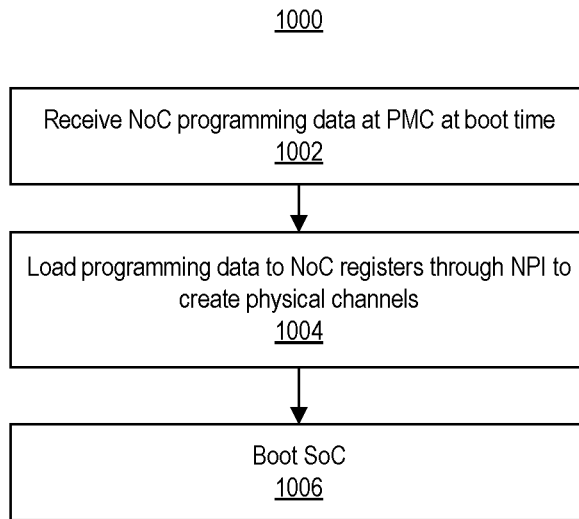 1000
Receive NoC programming data at PMC at boot time
1002
Load programming data to NoC registers through NPI to
create physical channels
1004
Boot SoC
1006